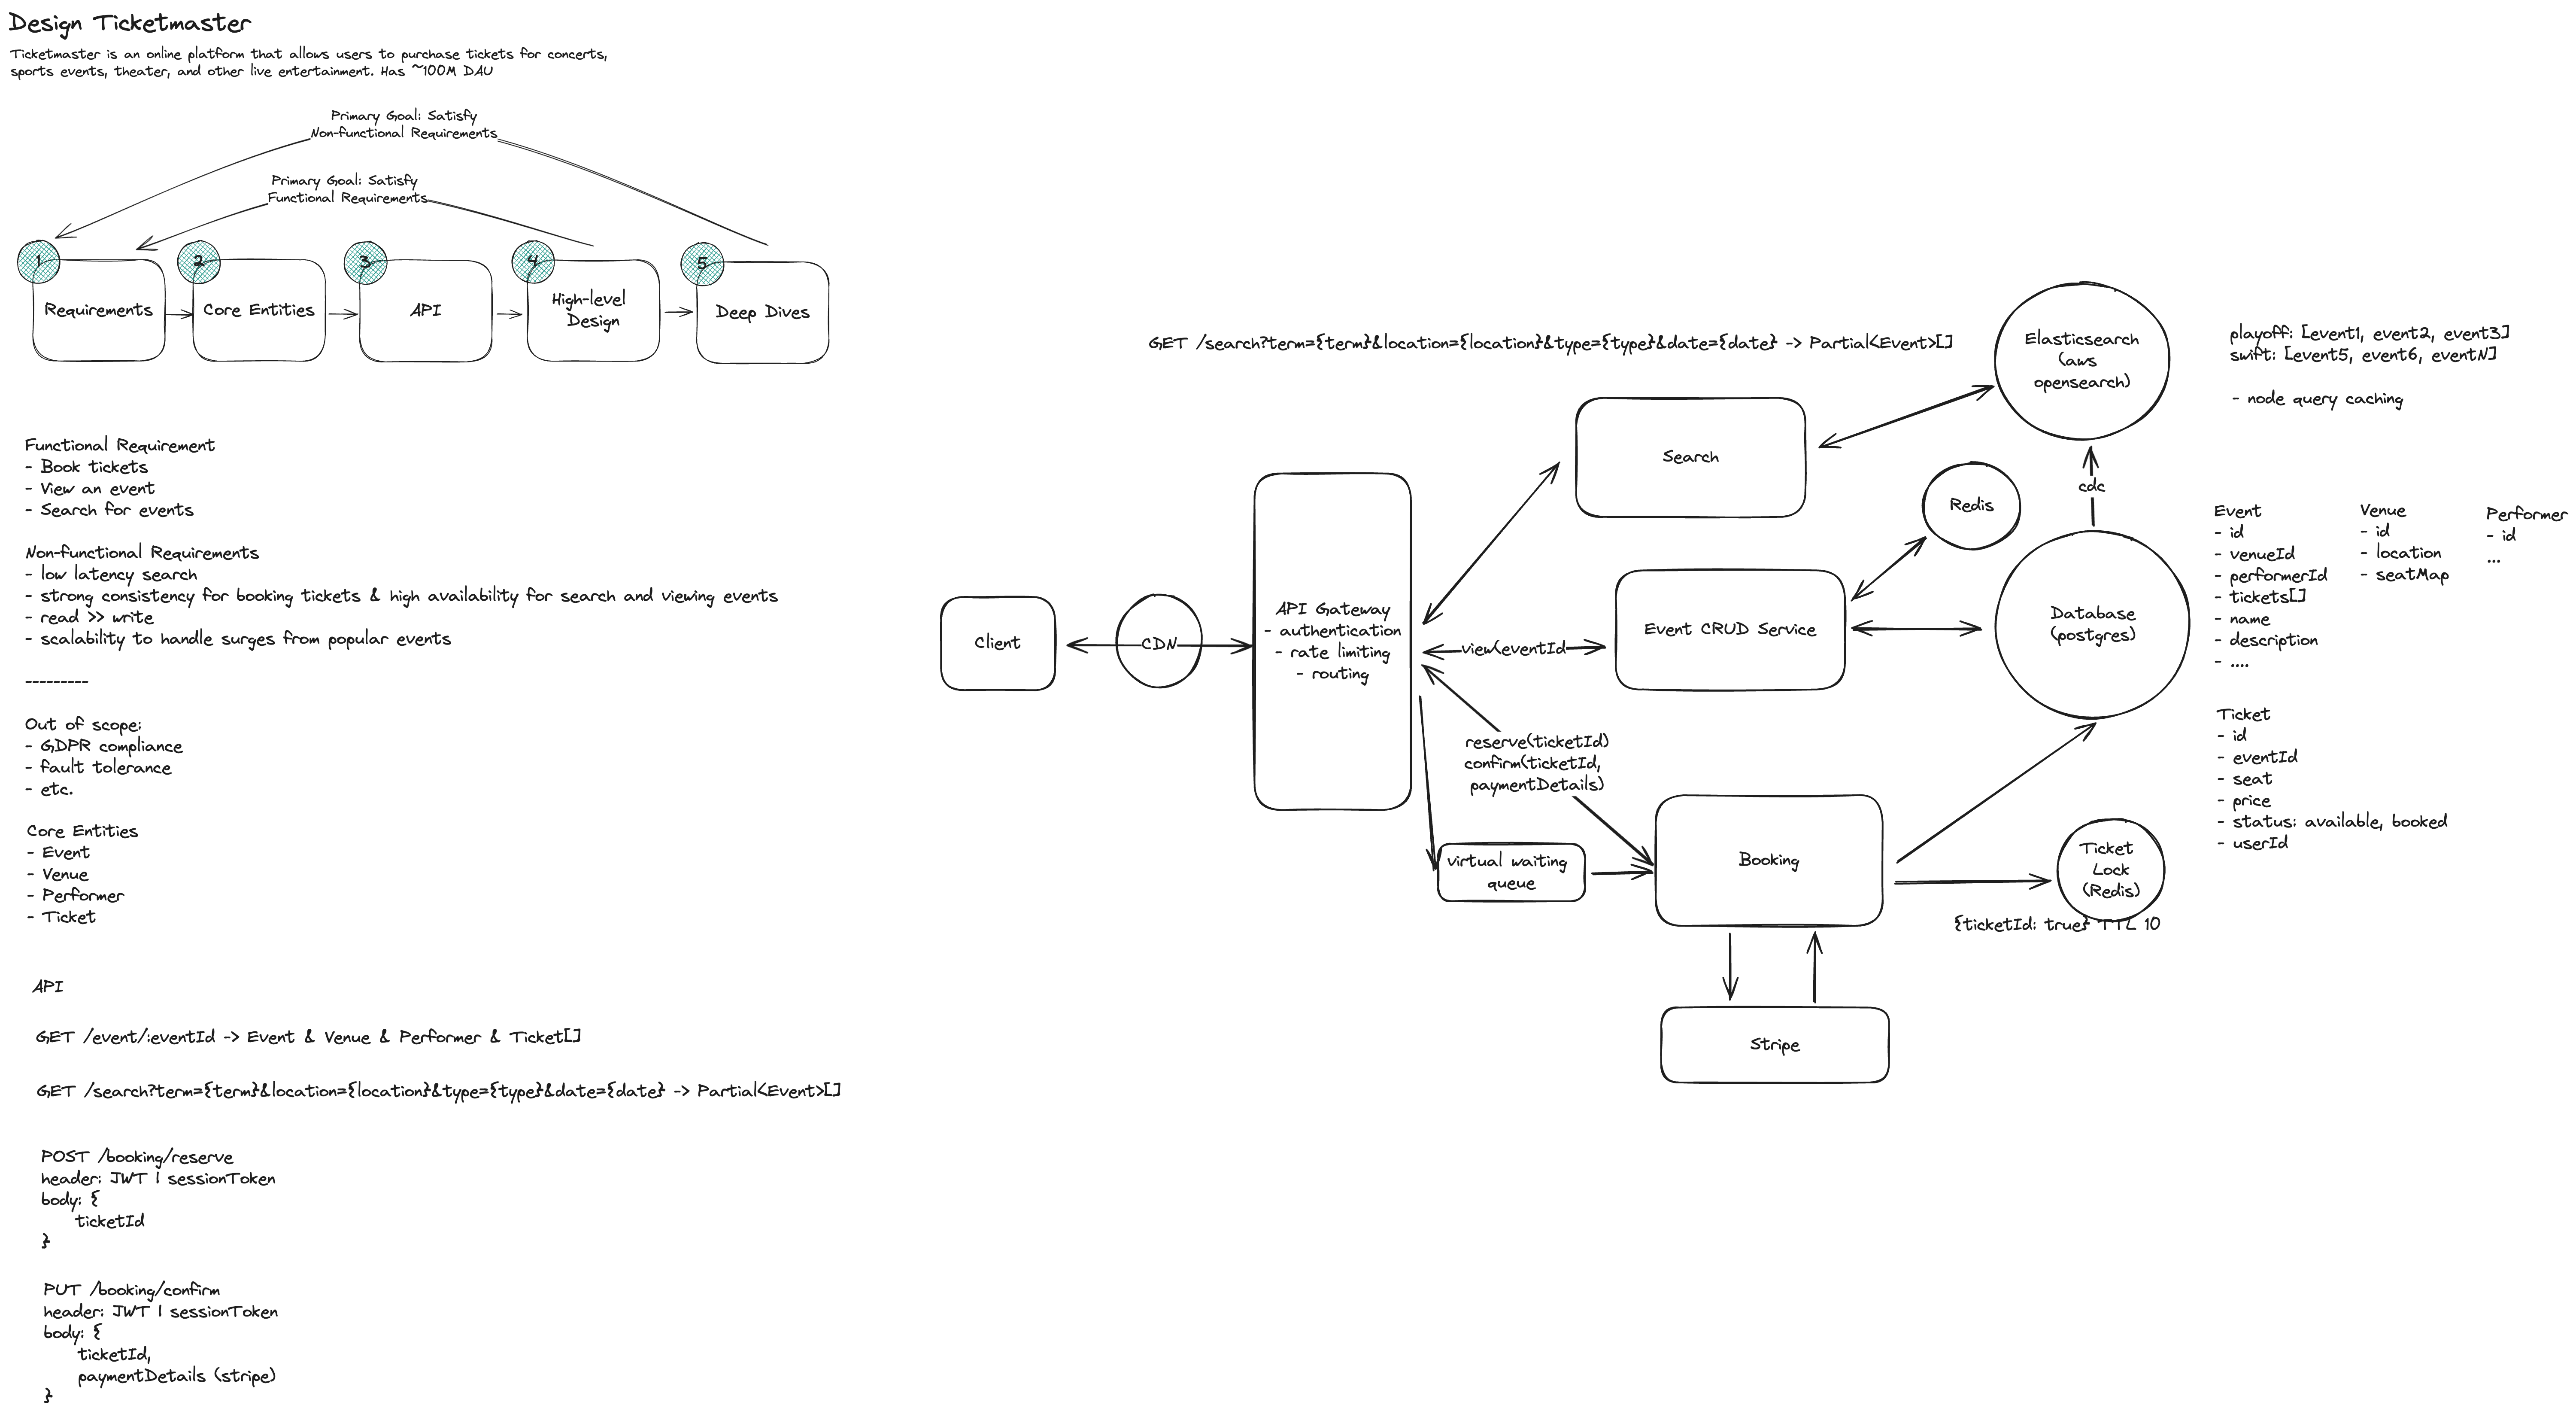 Design Ticketmaster
Ticketmaster is an online platform that allows users to purchase tickets for concerts,
sports events, theater, and other live entertainment. Has ~100M DAU
Primary Goal: Satisfy
Non-functional Requirements
Primary Goal: Satisfy
Functional Requirements
1
Requirements
2
Core Entities
3
API
4
High-level
Design
5
Deep Dives
Functional Requirement
- Book tickets
- View an event
- Search for events
Non-functional Requirements
- low latency search
- strong consistency for booking tickets & high availability for search and viewing events
- read >> write
- scalability to handle surges from popular events
---------
Out of scope:
- GDPR compliance
- fault tolerance
- etc.
Core Entities
- Event
- Venue
- Performer
- Ticket
API
GET /event/:eventId -> Event & Venue & Performer & Ticket[]
GET /search?term={term}&location={location}&type={type}&date={date} -> Partial<Event>[]
POST /booking/reserve
header: JWT | sessionToken
body: {
ticketId
}
PUT /booking/confirm
header: JWT | sessionToken
body: {
ticketId,
paymentDetails (stripe)
}
GET /search?term={term}&location={location}&type={type}&date={date} -> Partial<Event>[]
Client
CDN
API Gateway
- authentication
- rate limiting
- routing
Search
view(eventId
Event CRUD Service
reserve(ticketId)
confirm(ticketId,
paymentDetails)
virtual waiting
queue
Booking
Stripe
Elasticsearch
(aws
opensearch)
Redis
cdc
Database
(postgres)
Ticket
Lock
(Redis)
{ticketId: true} TTL 10
playoff: [event1, event2, event3]
swift: [event5, event6, eventN]
- node query caching
Event
- id
- venueId
- performerId
- tickets[]
- name
- description
- ....
Venue
- id
- location
- seatMap
Performer
- id
...
Ticket
- id
- eventId
- seat
- price
- status: available, booked
- userId